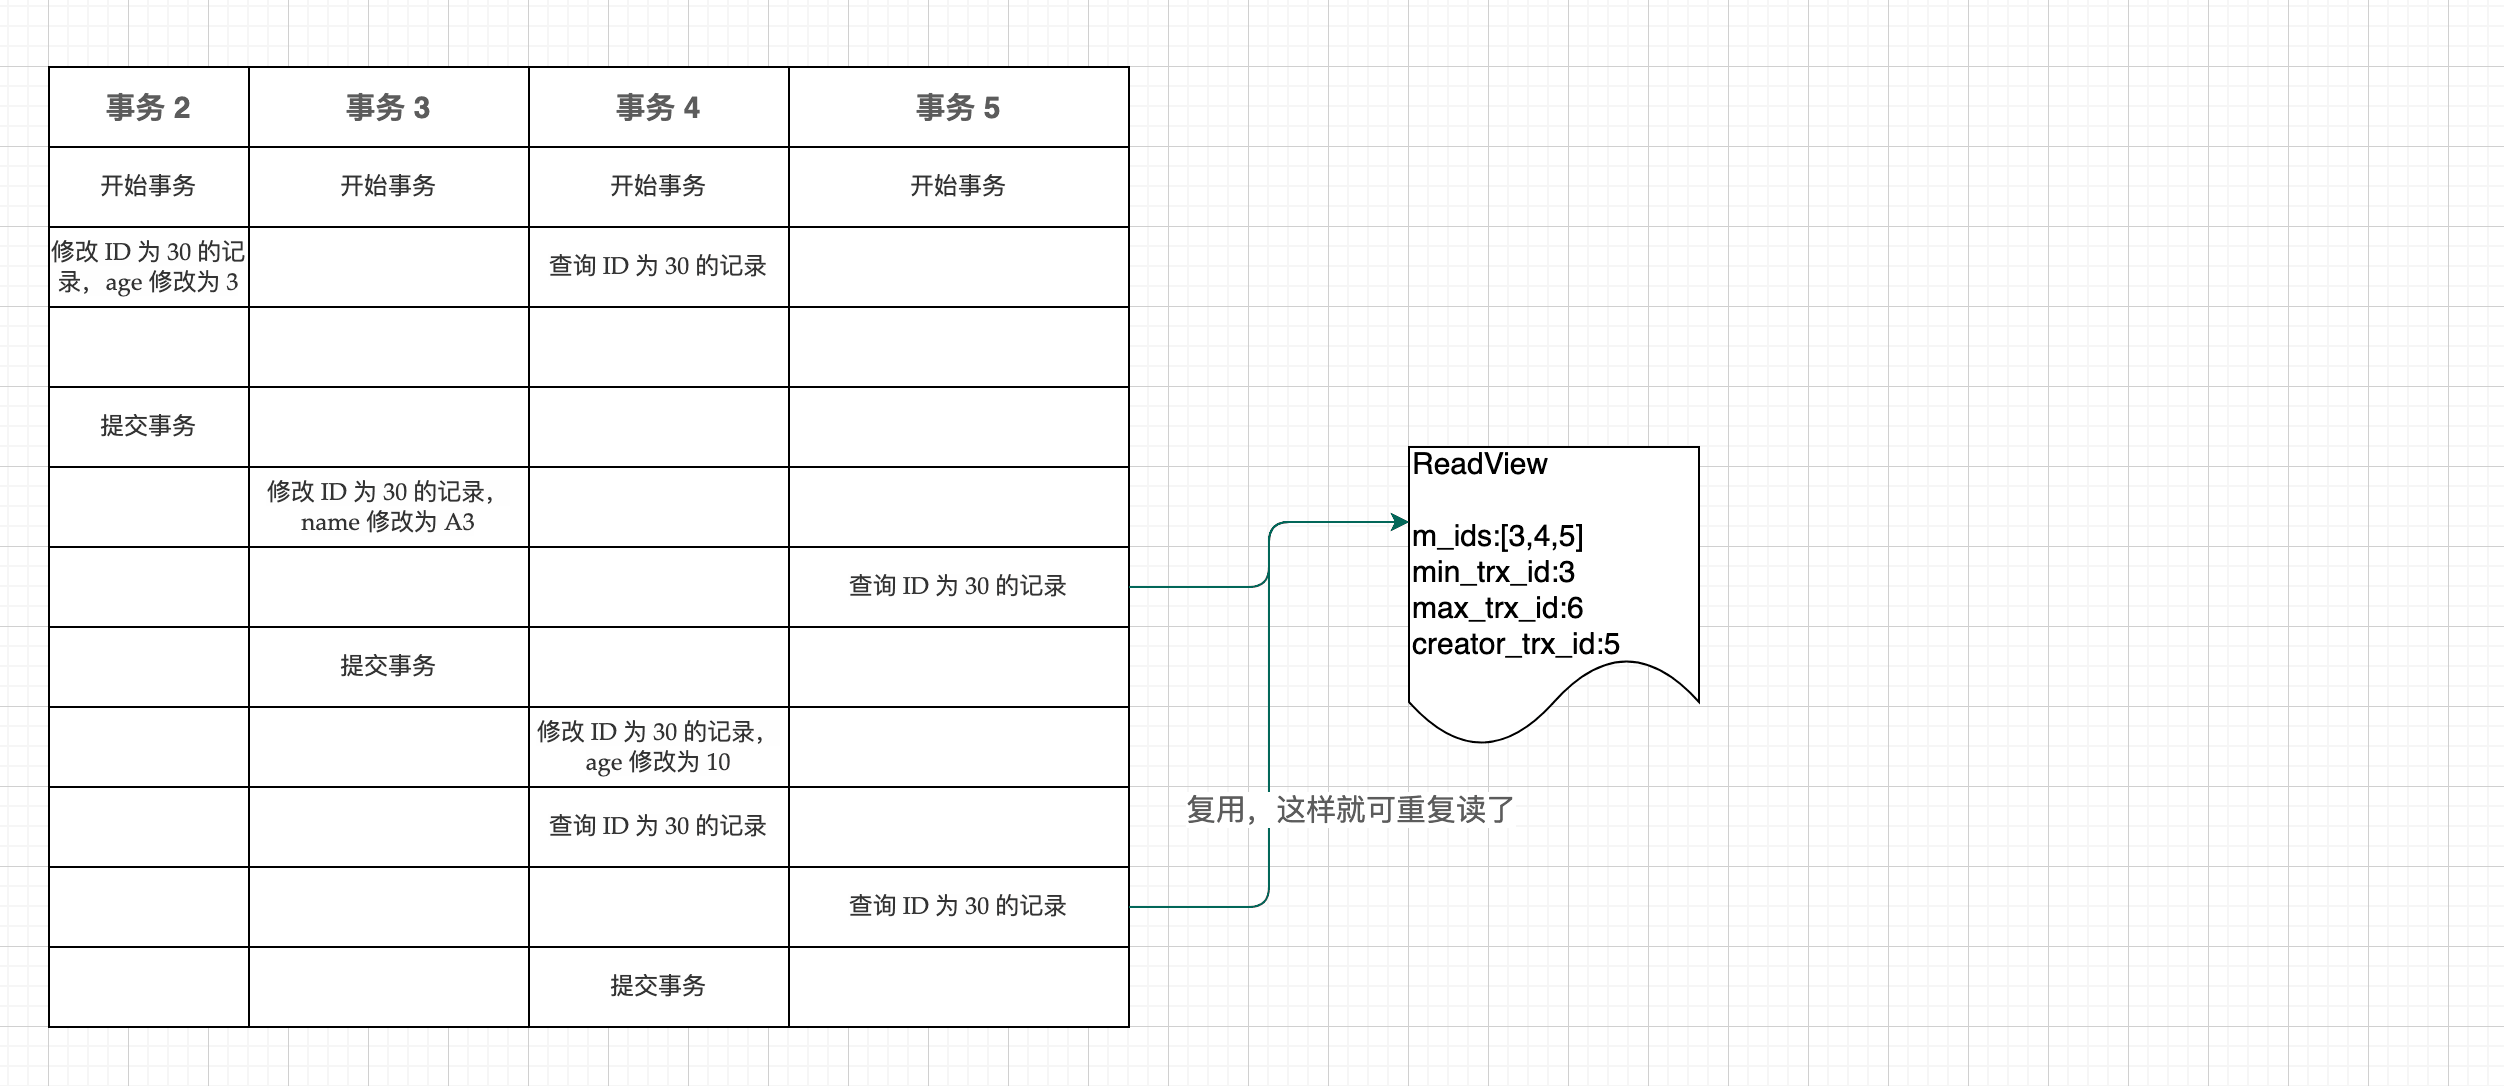 事务 2
事务 3
事务 4
事务 5
开始事务
开始事务
开始事务
开始事务
修改 ID 为 30 的记
录，age 修改为 3
查询 ID 为 30 的记录
提交事务
修改 ID 为 30 的记录，
name 修改为 A3
查询 ID 为 30 的记录
提交事务
修改 ID 为 30 的记录，
age 修改为 10
查询 ID 为 30 的记录
查询 ID 为 30 的记录
提交事务
ReadView
m_ids:[3,4,5]
min_trx_id:3
max_trx_id:6
creator_trx_id:5
复用，这样就可重复读了